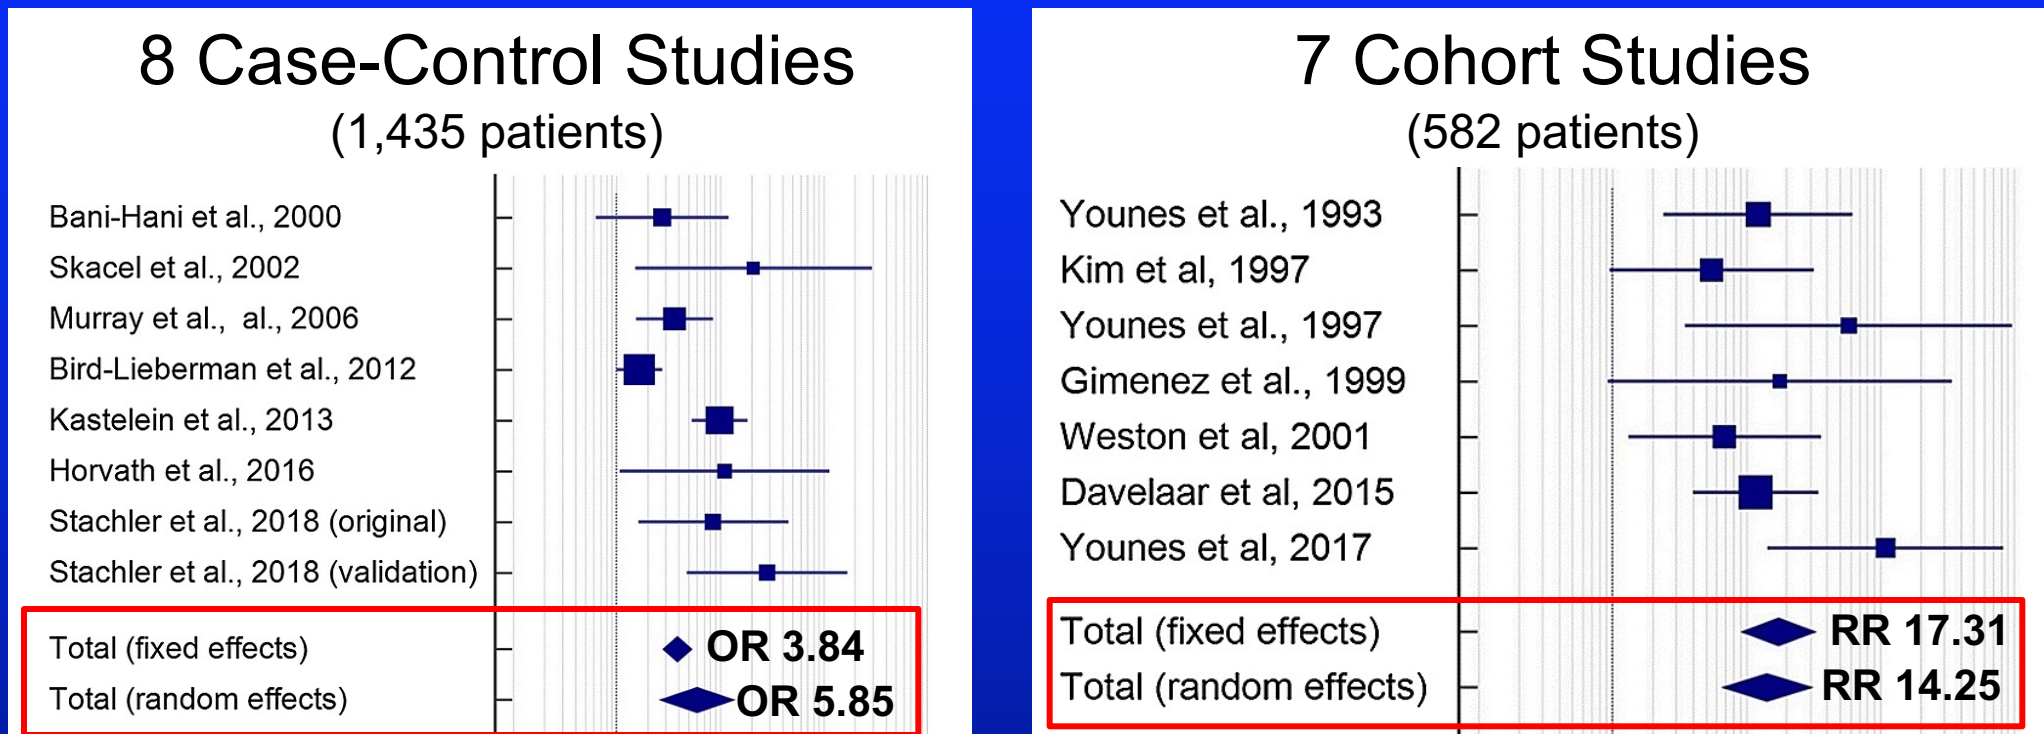 8 Case-Control Studies
(1,435 patients)
Bani-Hani et al., 2000
Skacel et al., 2002
Murray et al.,  al., 2006
Bird-Lieberman et al., 2012
Kastelein et al., 2013
Horvath et al., 2016
Stachler et al., 2018 (original)
Stachler et al., 2018 (validation)
Total (fixed effects) OR 3.84
Total (random effects) OR 5.85
7 Cohort Studies
(582 patients)
Younes et al., 1993
Kim et al, 1997
Younes et al., 1997
Gimenez et al., 1999
Weston et al, 2001
Davelaar et al, 2015
Younes et al, 2017
Total (fixed effects) RR 17.31
Total (random effects) RR 14.25